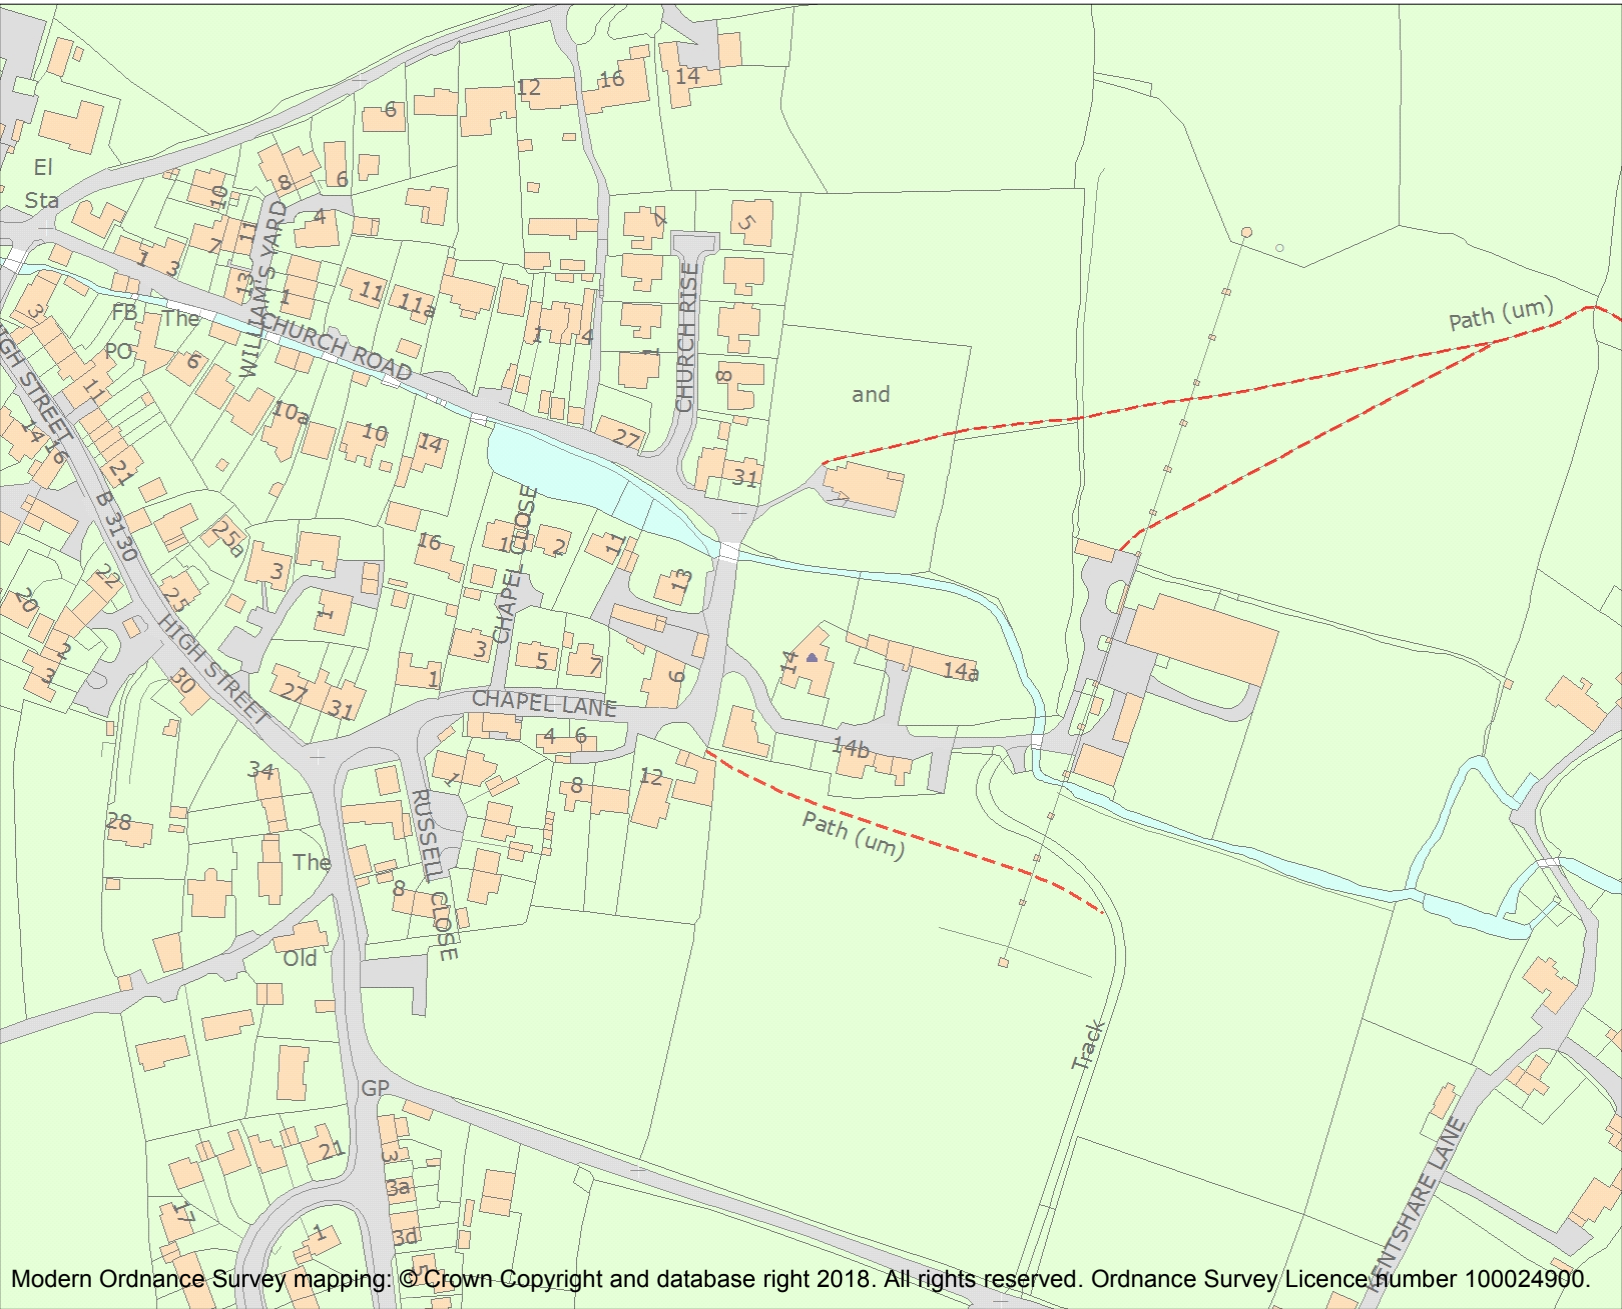 12
16
14
6
El
Sta
8
6
10
4
7
11
4
5
1
3
WILLIAM'S YARD
13
1
11
11a
3
FB
The
CHURCH ROAD
1
4
CHURCH RISE
1
8
Path (um)
PO
6
and
HIGH STREET
11
10a
14
16
10
14
27
31
21
B 3130
25a
16
CHAPEL CLOSE
1
2
11
3
13
22
20
25
1
2
3
HIGH STREET
3
5
7
14
14a
30
27
31
1
6
CHAPEL LANE
4
6
14b
34
1
8
12
28
RUSSELL CLOSE
Path (um)
The
8
Old
Track
GP
21
3
3a
17
1
3d
5
KENTSHARE LANE
Modern Ordnance Survey mapping: © Crown Copyright and database right 2018. All rights reserved. Ordnance Survey Licence number 100024900.